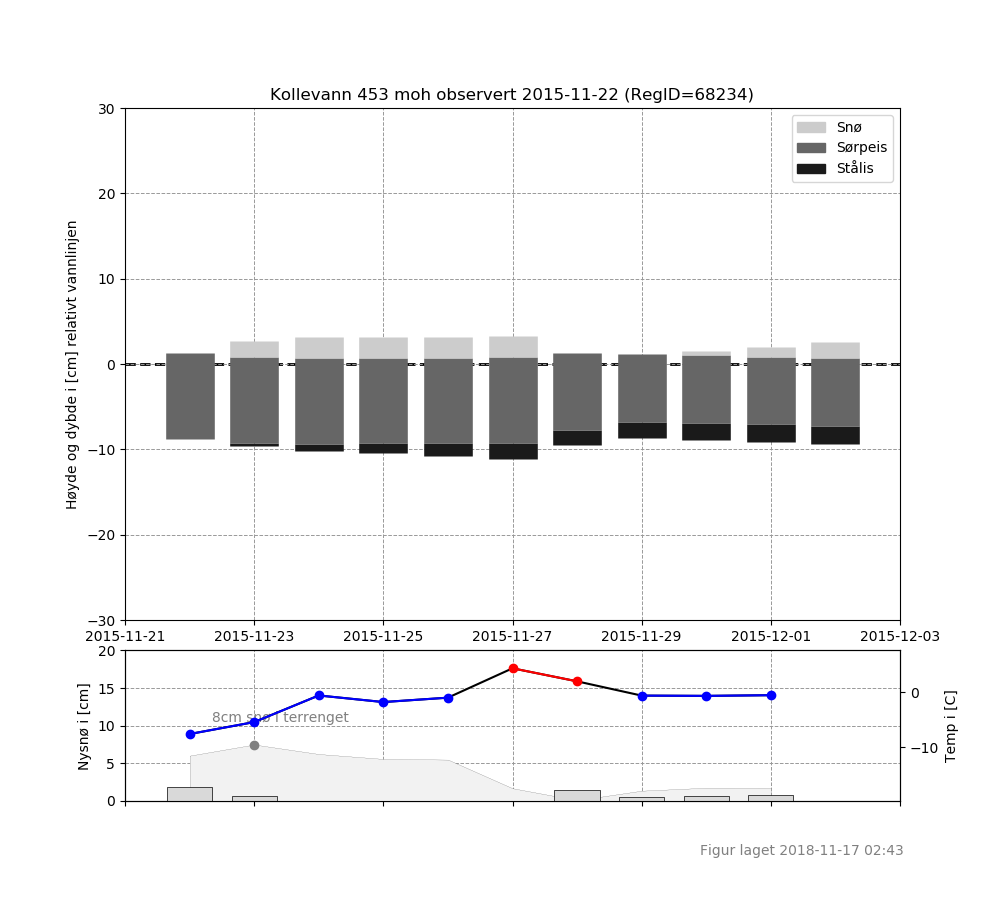 Kollevann 453 moh observert 2015-11-22 (RegID=68234)
30
20
10
0
−10
−20
−30
Høyde og dybde i [cm] relativt vannlinjen
Snø
Sørpeis
Stålis
2015-11-21
2015-11-23
2015-11-25
2015-11-27
2015-11-29
2015-12-01
2015-12-03
20
15
10
5
0
Nysnø i [cm]
8cm snø i terrenget
0
−10
Temp i [C]
Figur laget 2018-11-17 02:43